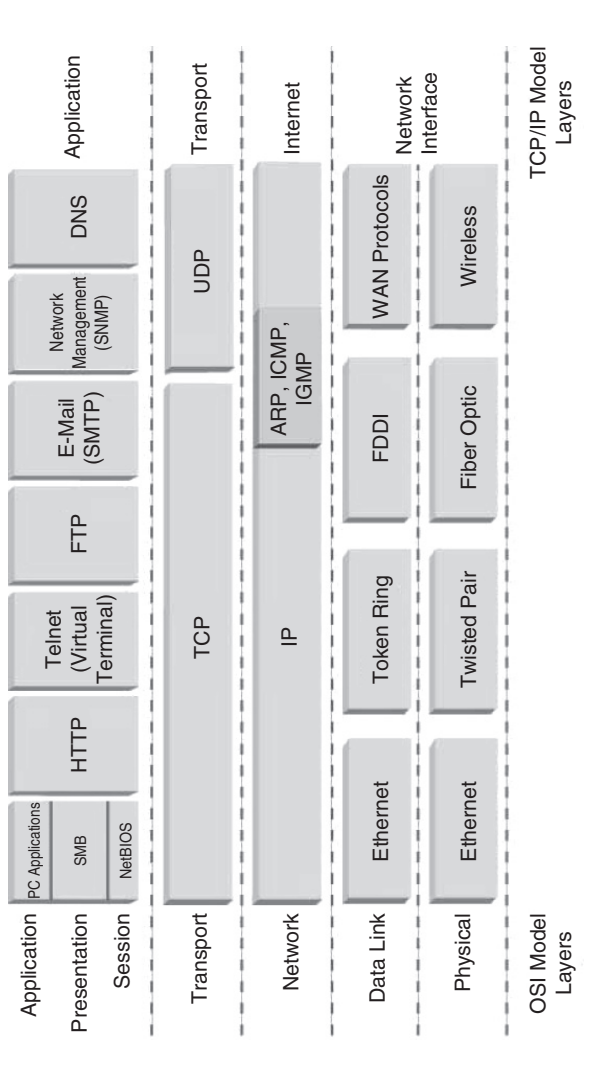 Application
Presentation
Session
PC Applications
SMB
NetBIOS
HTTP
Telnet
(Virtual
Terminal)
FTP
E-Mail
(SMTP)
Network
Management
(SNMP)
DNS
Application
Transport
TCP
UDP
Transport
Network
IP
ARP, ICMP,
IGMP
Internet
Data Link
Ethernet
Token Ring
FDDI
WAN Protocols
Network
Interface
Physical
Ethernet
Twisted Pair
Fiber Optic
Wireless
OSI Model
Layers
TCP/IP Model
Layers